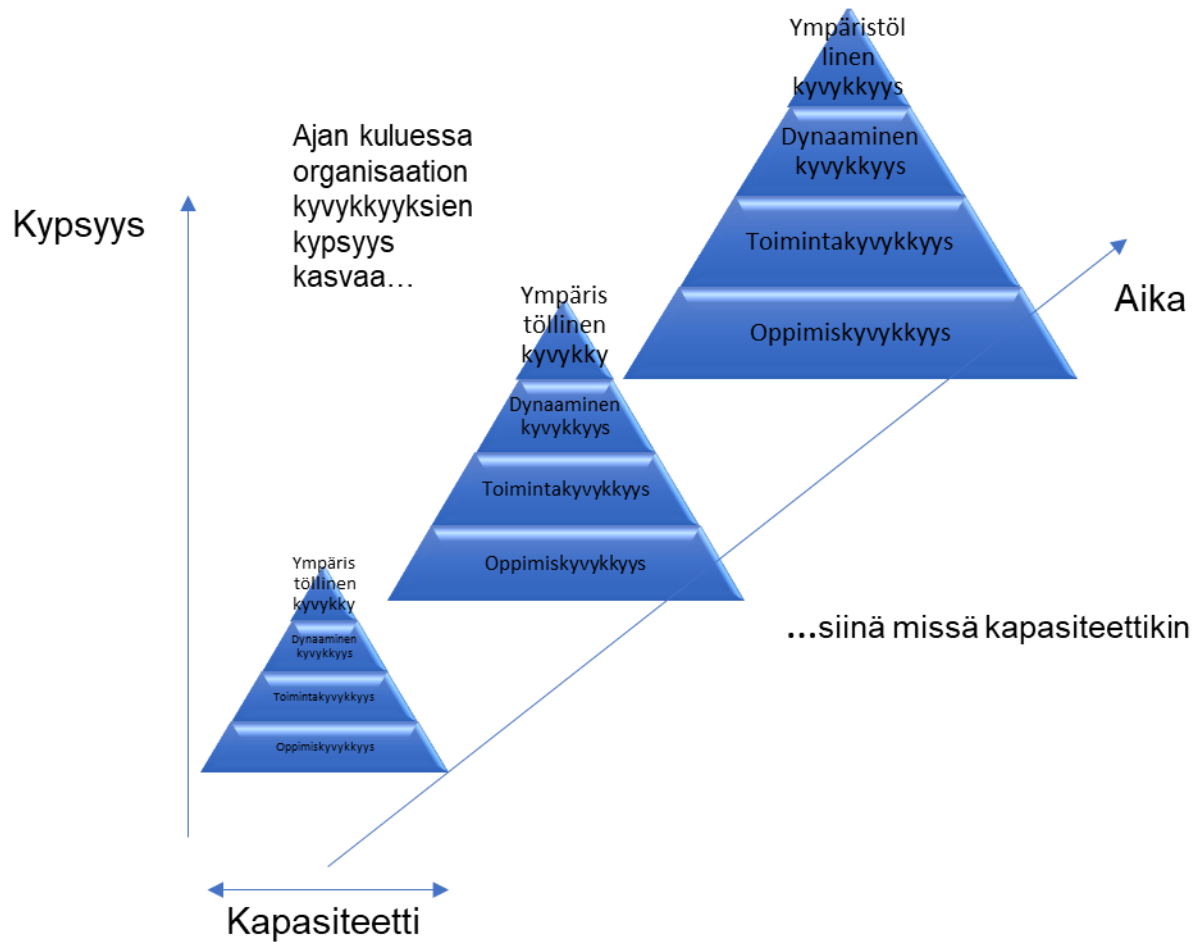 Ympäristöl
linen
kyvykkyys
Dynaaminen
kyvykkyys
Toimintakyvykkyys
Oppimiskyvykkyys
Ajan kuluessa
organisaation
kyvykkyyksien
kypsyys
kasvaa…
Kypsyys
Aika
Ympäris
töllinen
kyvykky
Dynaaminen
kyvykkyys
Toimintakyvykkyys
Oppimiskyvykkyys
Ympäris
töllinen
kyvykky
Dynaaminen
kyvykkyys
Toimintakyvykkyys
Oppimiskyvykkyys
…siinä missä kapasiteettikin
Kapasiteetti